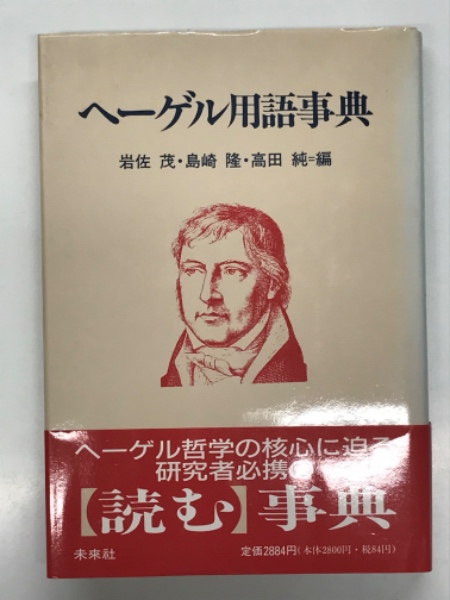 ヘーゲル用語事典
岩佐 茂・島崎 隆・高田 純=編
ヘーゲル哲学の核心に迫る
研究者必携
【読む】事典
未来社
定価2884円(本体2800円・税84円)